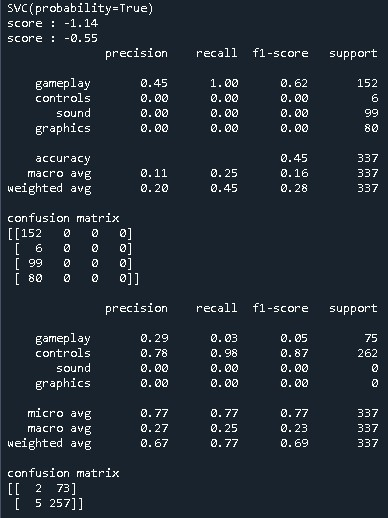 SVC(probability=True)
score : -1.14
score : -0.55
precision recall f1-score support
gameplay 0.45 1.00 0.62 152
controls 0.00 0.00 0.00 6
sound 0.00 0.00 0.00 99
graphics 0.00 0.00 0.00 80
accuracy 0.45 337
macro avg 0.11 0.25 0.16 337
weighted avg 0.20 0.45 0.28 337
confusion matrix
[[152 0 0 0]
[ 6 0 0 0]
[ 99 0 0 0]
[ 80 0 0 0]]
precision recall f1-score support
gameplay 0.29 0.03 0.05 75
controls 0.78 0.98 0.87 262
sound 0.00 0.00 0.00 0
graphics 0.00 0.00 0.00 0
micro avg 0.77 0.77 0.77 337
macro avg 0.27 0.25 0.23 337
weighted avg 0.67 0.77 0.69 337
confusion matrix
[[ 2 73]
[ 5 257]]